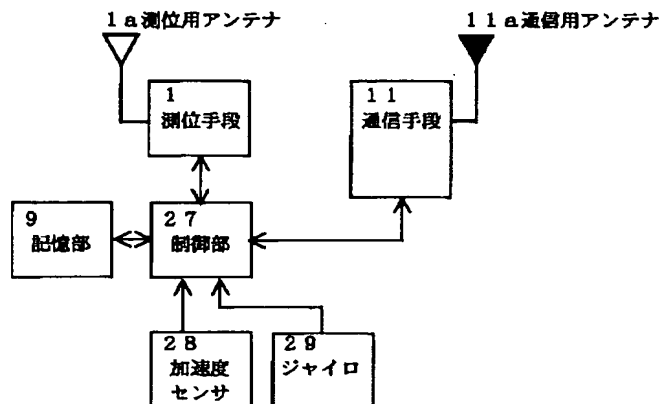 １a測位用アンテナ
１１a通信用アンテナ
１
測位手段
１１
通信手段
９
記憶部
２７
制御部
２８
加速度
センサ
２９
ジャイロ